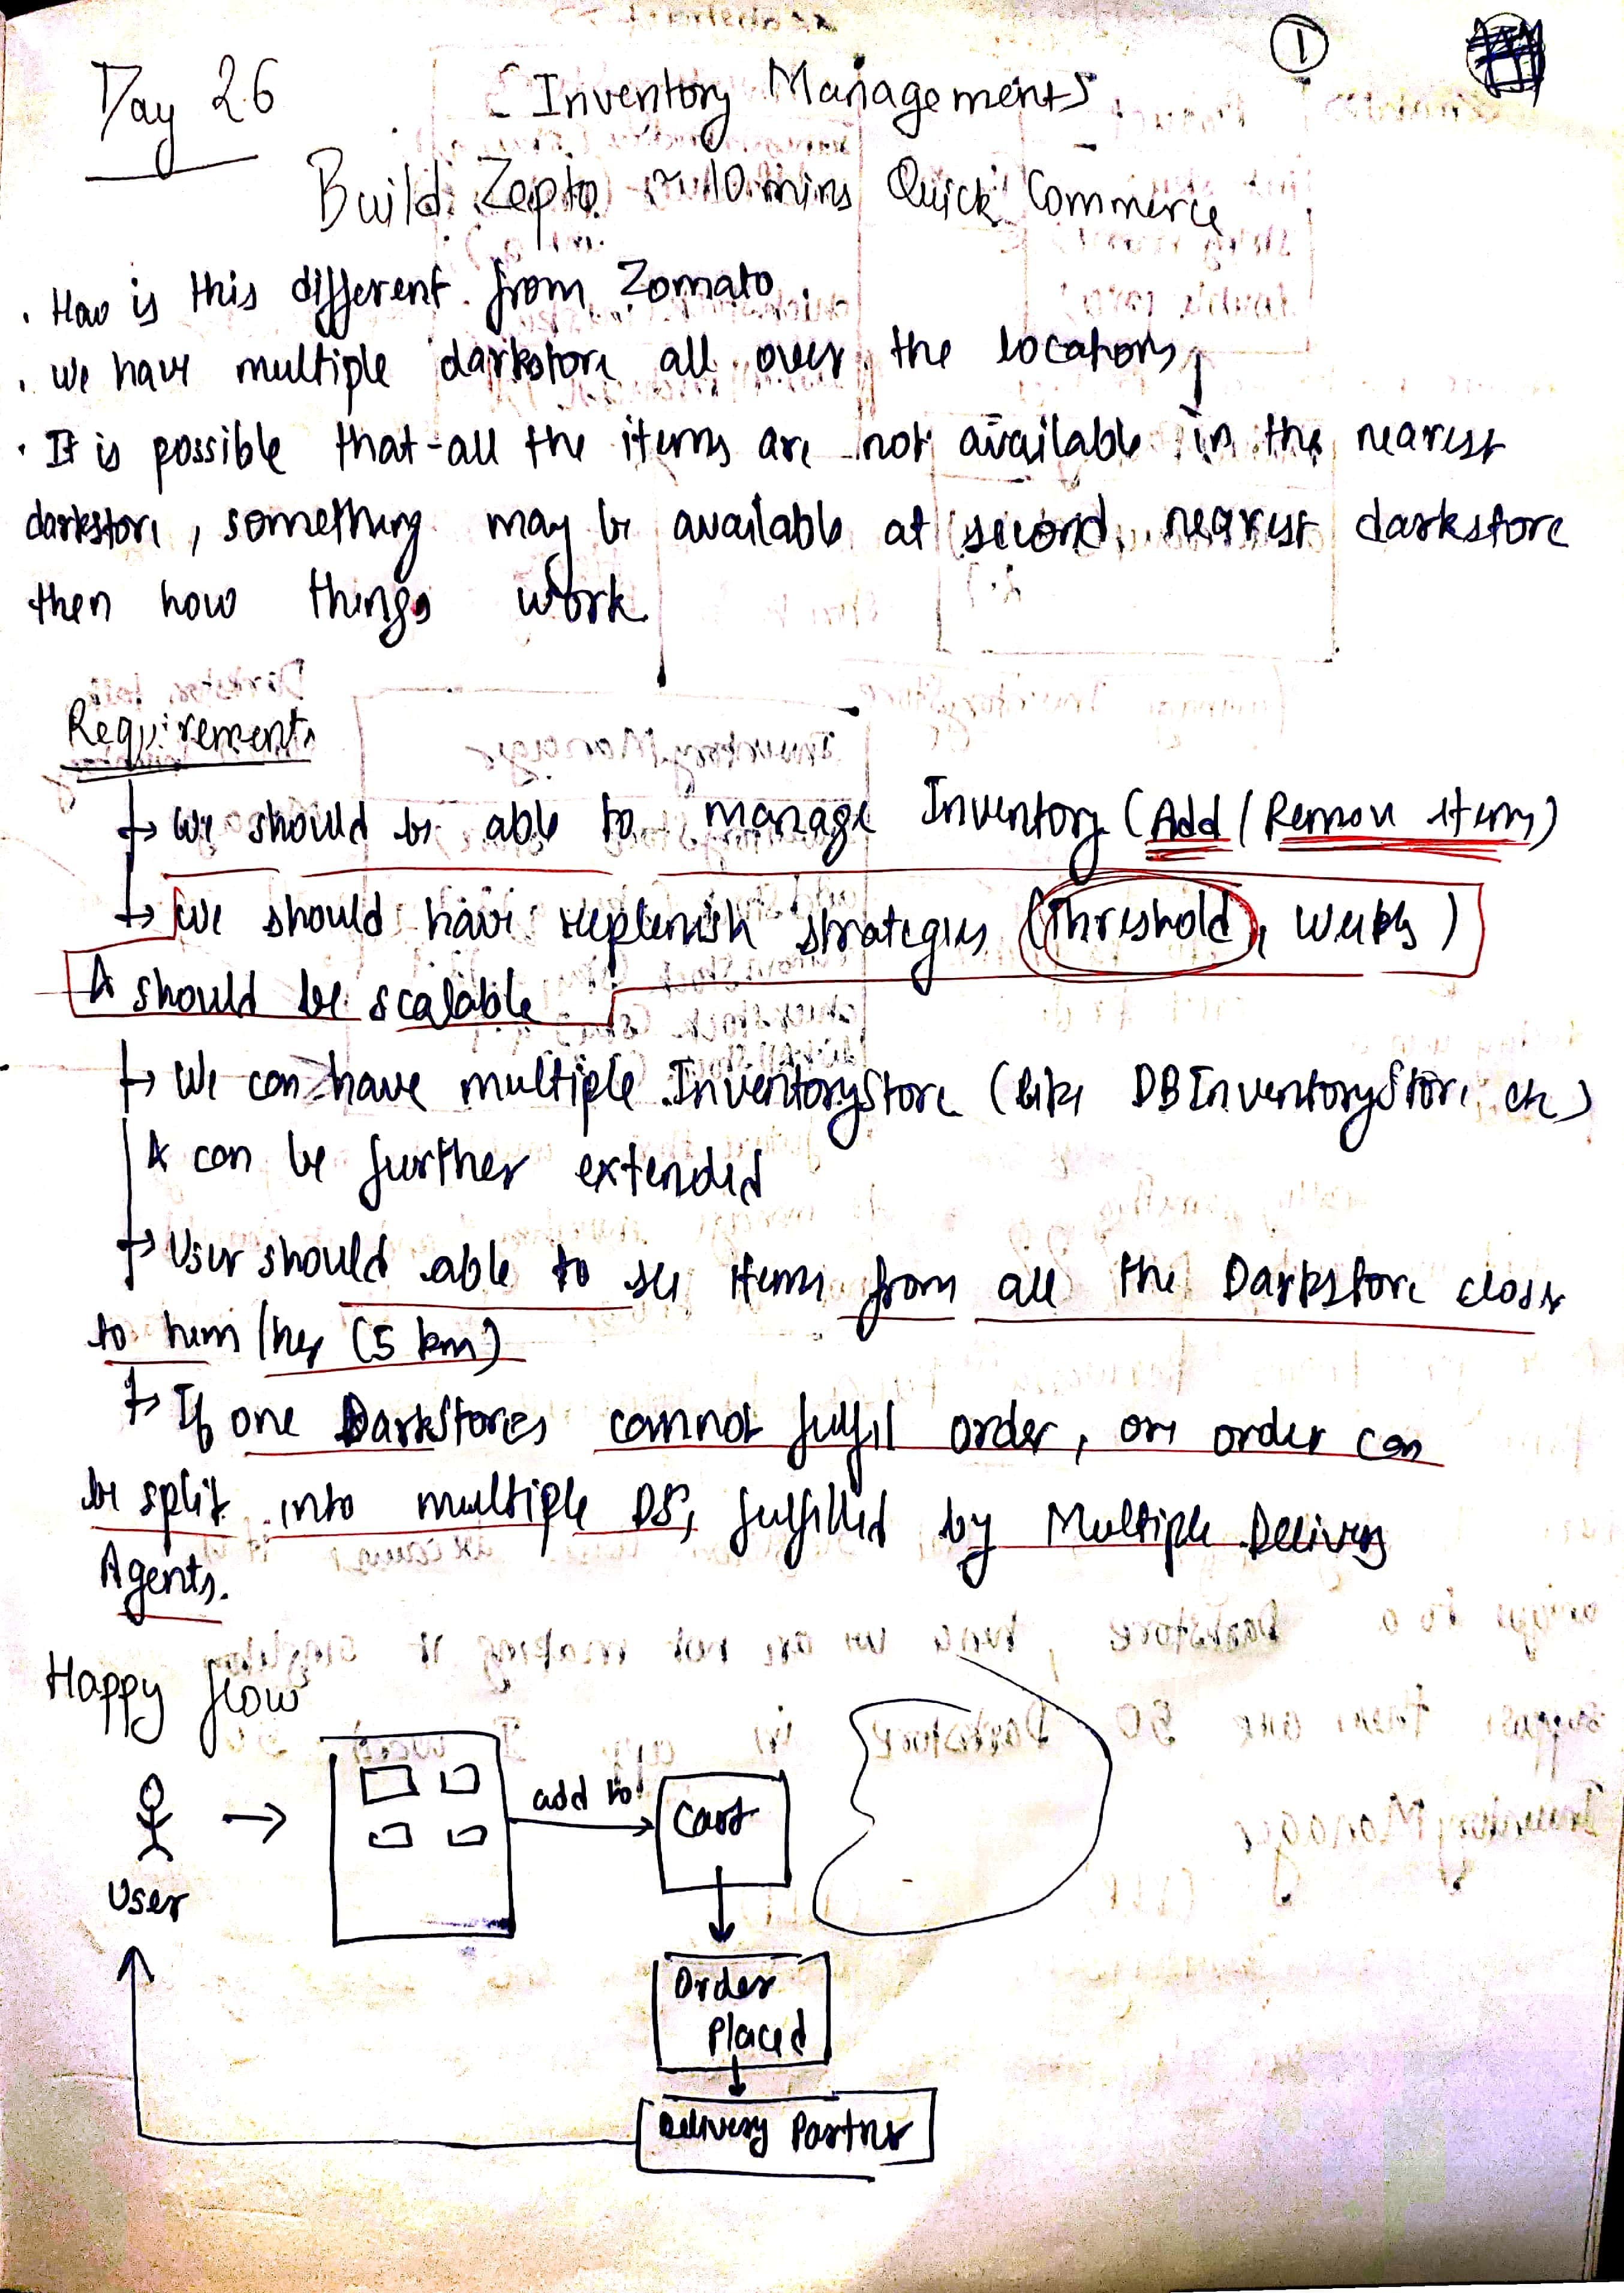 1
Day 26 [Inventory Management]
Build Zepto ~ 10 mins Quick Commerce
. How is this different from Zomato
. We have multiple darkstore all over the locations,
. It is possible that all the items are not available in the nearest
darkstore, something may be available at second nearest darkstore
then how things work
Requirements
↳ We should be able to manage Inventory (Add / Remove items)
↳ We should have replenish strategies (Threshold, Weekly)
& should be scalable
↳ We can have multiple InventoryStore (like DBInventoryStore etc)
& can be further extended
↳ User should able to see items from all the Darkstore close
to him/her (5 km)
↳ If one DarkStores cannot fulfil order, one order can
be split into multiple DS, fulfilled by Multiple Delivery
Agents.
Happy flow
add to
Cart
User
Order
Placed
Delivery Partner